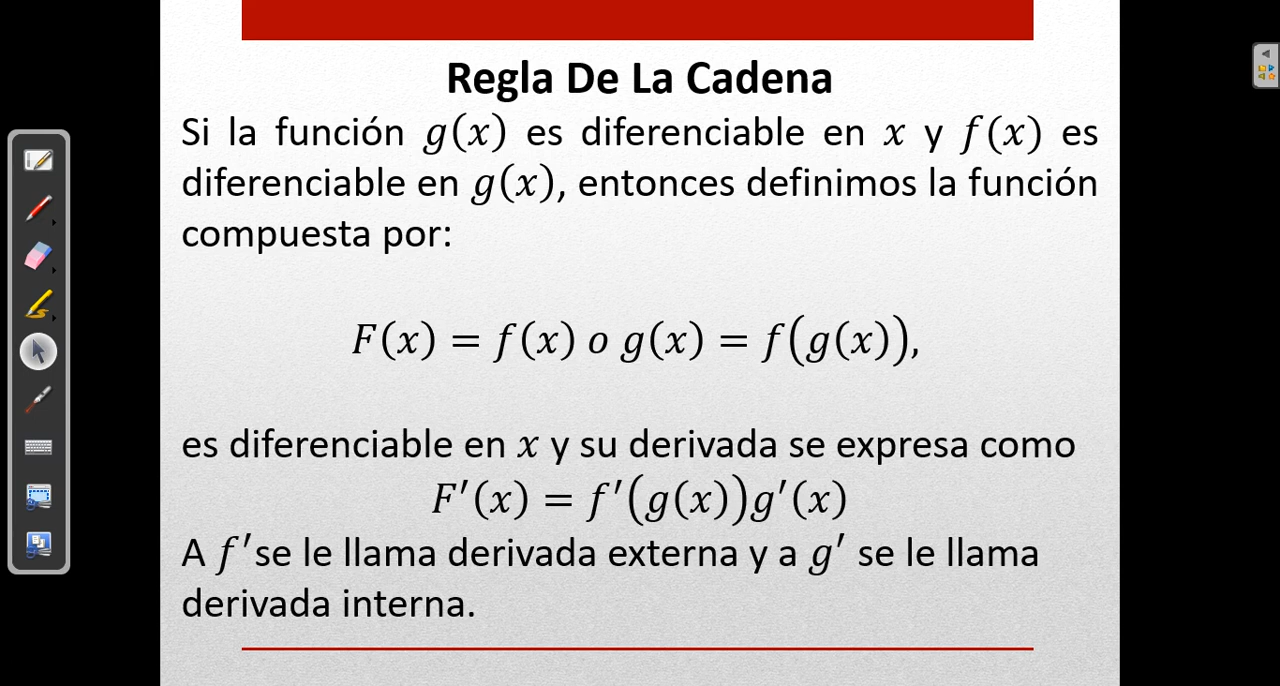 Regla De La Cadena
Si la función g(x) es diferenciable en x y f(x) es
diferenciable en g(x), entonces definimos la función
compuesta por:
F(x) = f(x) o g(x) = f(g(x)),
es diferenciable en x y su derivada se expresa como
F′(x) = f′(g(x))g′(x)
A f′se le llama derivada externa y a g′ se le llama
derivada interna.